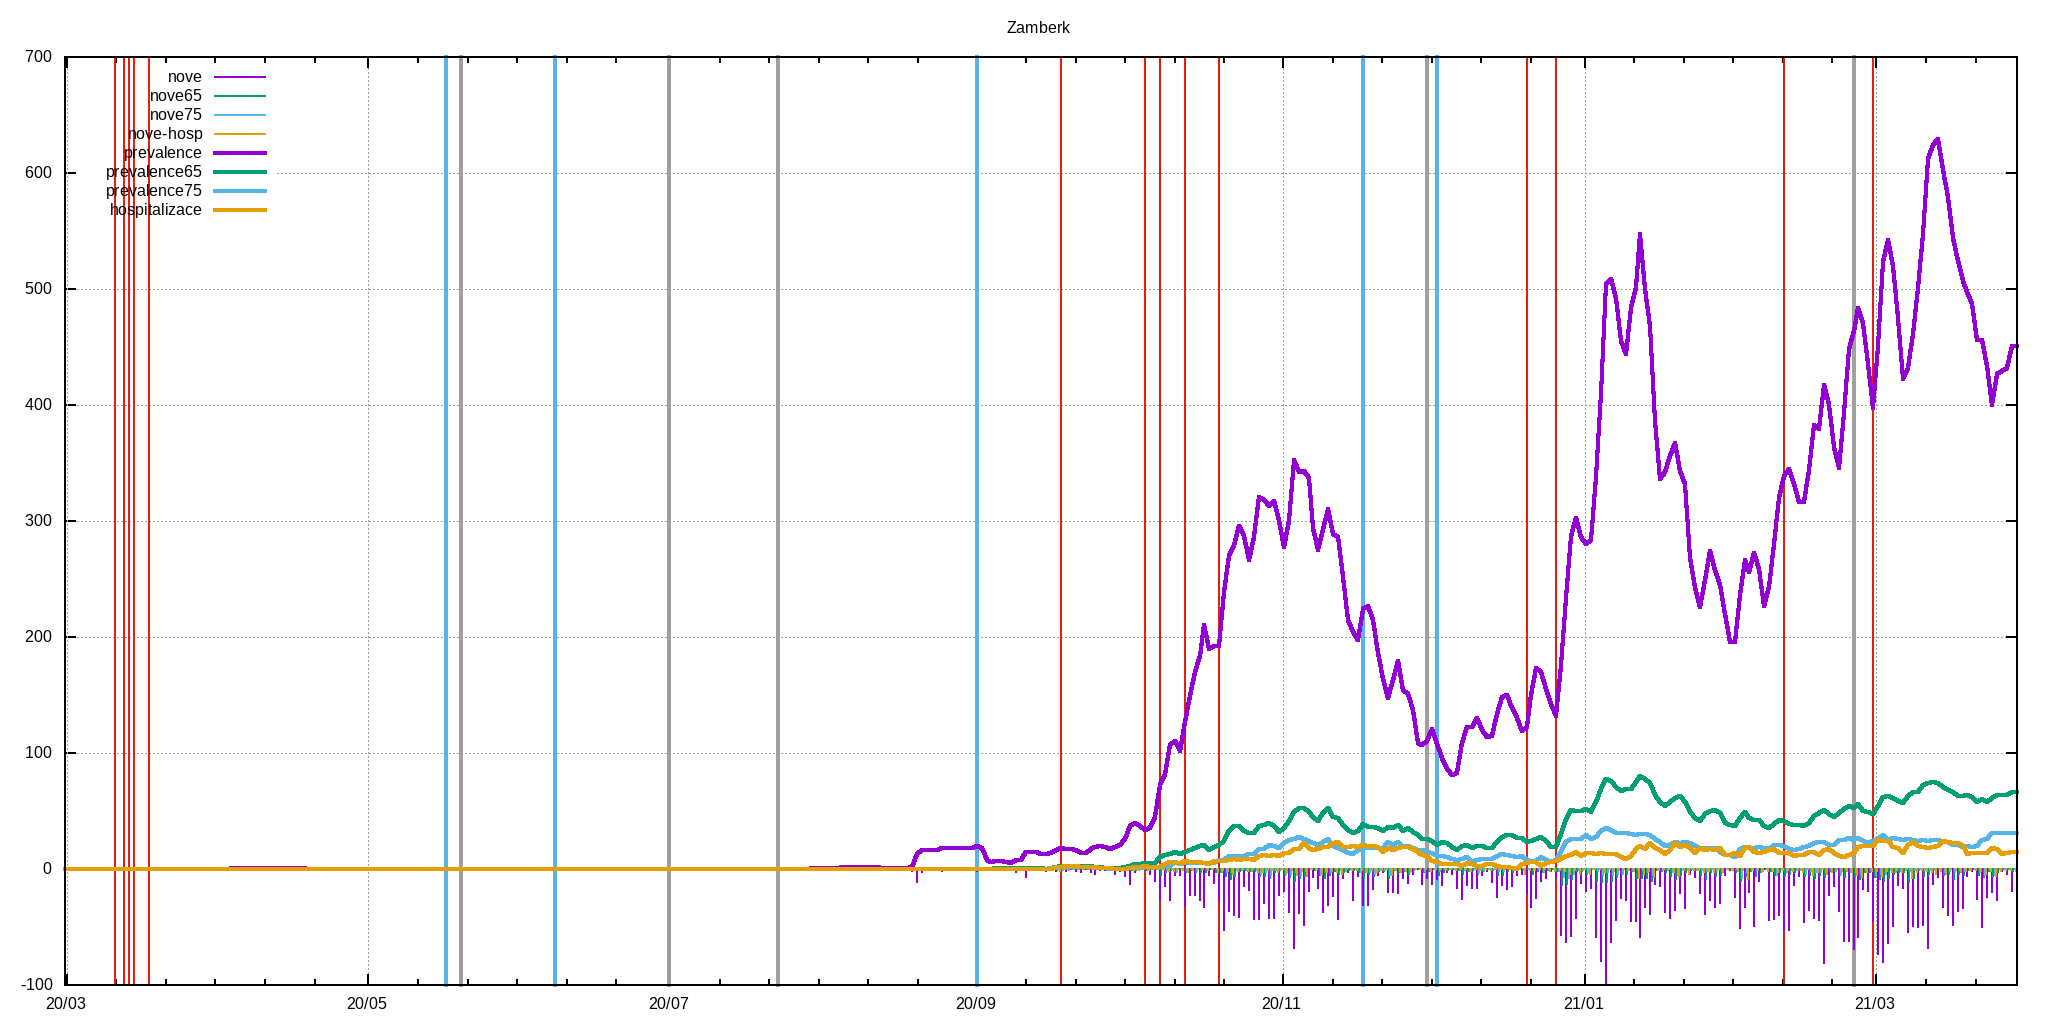 Zamberk
700
600
500
400
300
200
100
0
-100
nove
nove65
nove75
nove-hosp
prevalence
prevalence65
prevalence75
hospitalizace
20/03 20/05 20/07 20/09 20/11 21/01 21/03